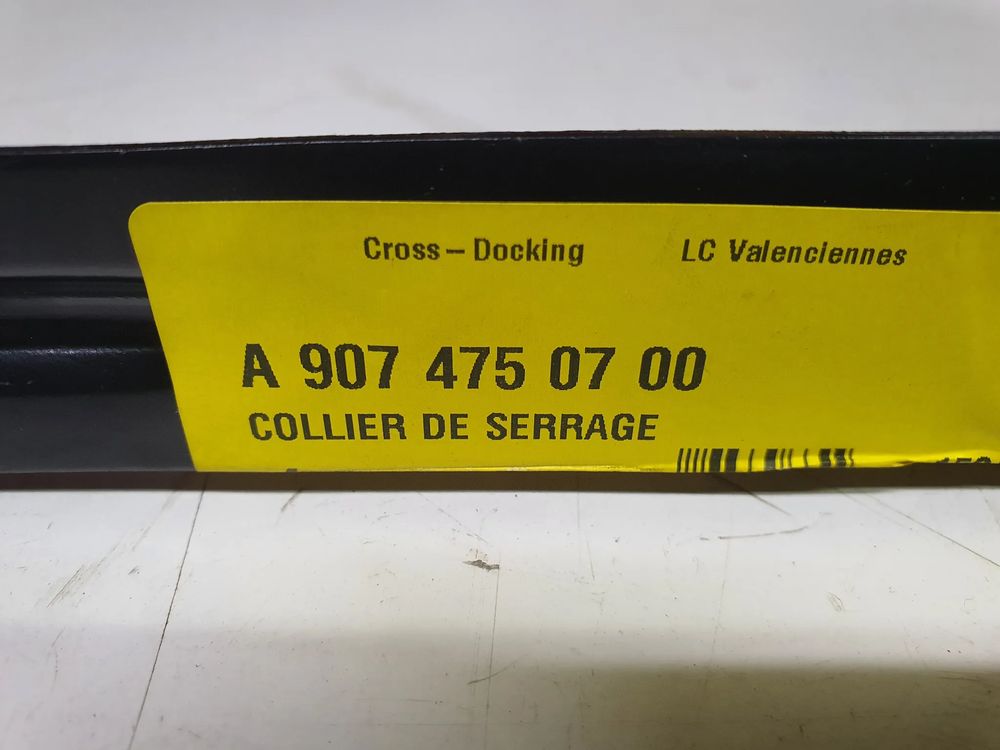 Cross – Docking LC Valenciennes
A 907 475 07 00
COLLIER DE SERRAGE